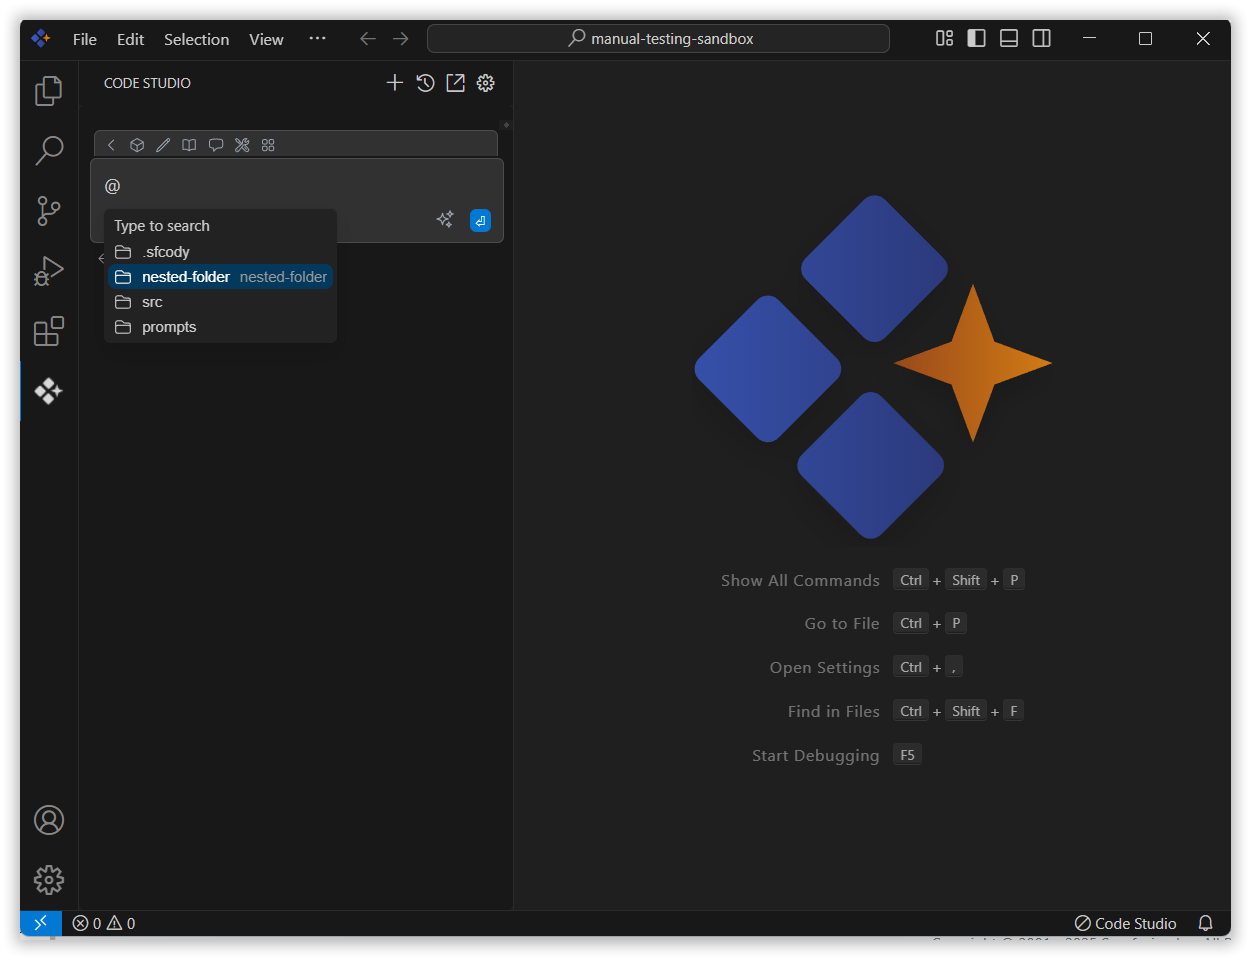 File Edit Selection View ··· manual-testing-sandbox
CODE STUDIO
@
Type to search
.sfcody
nested-folder nested-folder
src
prompts
Show All Commands Ctrl + Shift + P
Go to File Ctrl + P
Open Settings Ctrl + ,
Find in Files Ctrl + Shift + F
Start Debugging F5
0 0 Code Studio